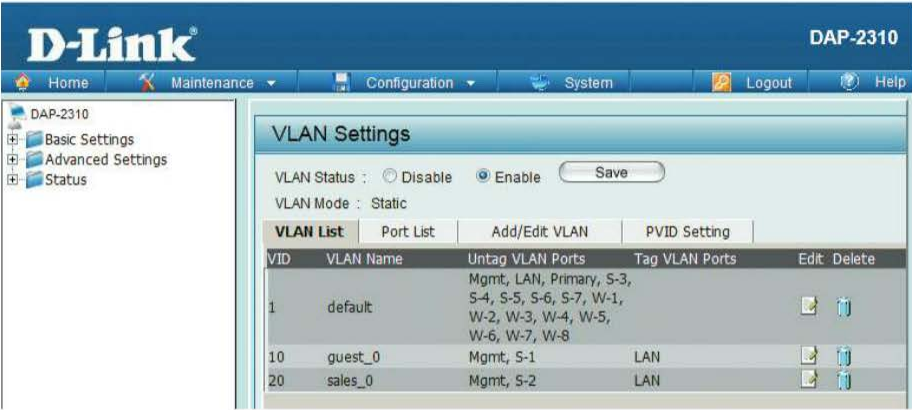 D-Link
DAP-2310
Home Maintenance Configuration System Logout Help
DAP-2310
Basic Settings
Advanced Settings
Status
VLAN Settings
VLAN Status : Disable Enable Save
VLAN Mode : Static
VLAN List Port List Add/Edit VLAN PVID Setting
VID VLAN Name Untag VLAN Ports Tag VLAN Ports Edit Delete
1 default Mgmt, LAN, Primary, S-3,
S-4, S-5, S-6, S-7, W-1,
W-2, W-3, W-4, W-5,
W-6, W-7, W-8
10 guest_0 Mgmt, S-1 LAN
20 sales_0 Mgmt, S-2 LAN